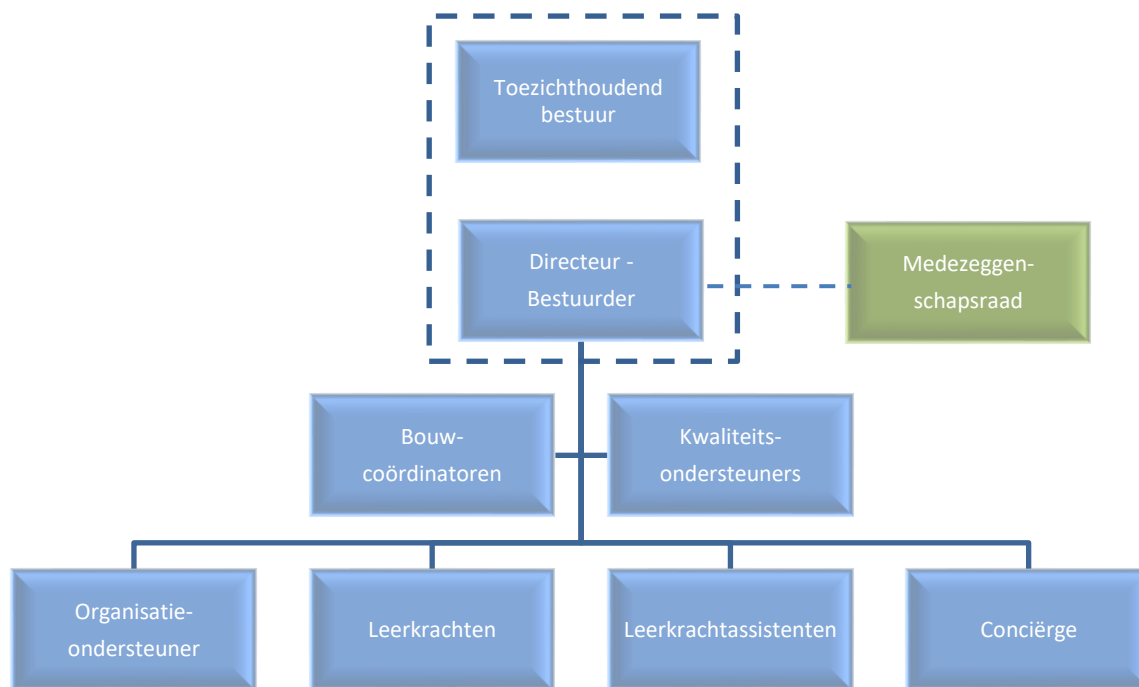 Toezichthoudend
bestuur
Directeur -
Bestuurder
Medezeggen-
schapsraad
Bouw-
coördinatoren
Kwaliteits-
ondersteuners
Organisatie-
ondersteuner
Leerkrachten
Leerkrachtassistenten
Conciërge